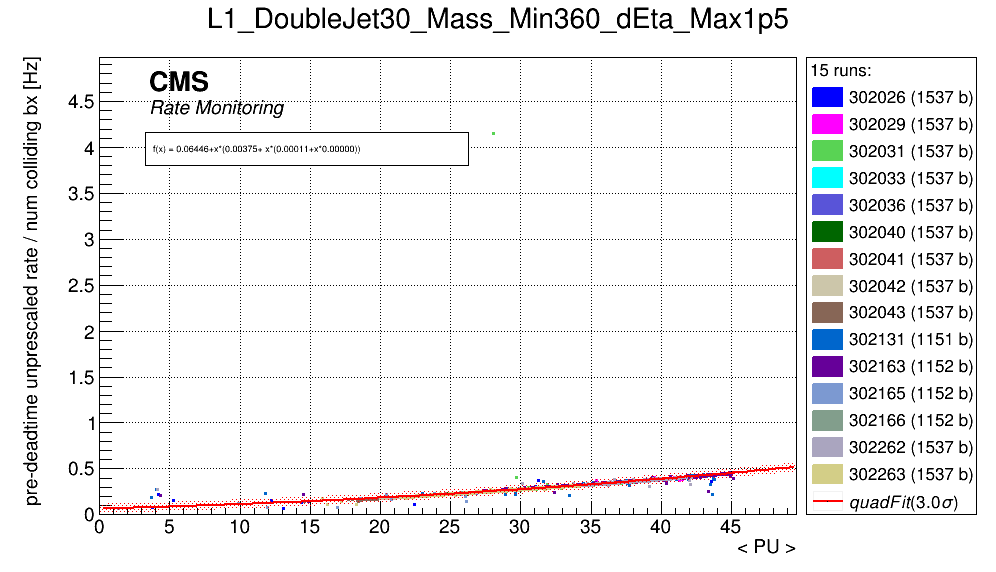 L1_DoubleJet30_Mass_Min360_dEta_Max1p5
pre-deadtime unprescaled rate / num colliding bx [Hz]
CMS
Rate Monitoring
f(x) = 0.06446+x*(0.00375+ x*(0.00011+x*0.00000))
4.5
4
3.5
3
2.5
2
1.5
1
0.5
0
0 5 10 15 20 25 30 35 40 45
< PU >
15 runs:
302026 (1537 b)
302029 (1537 b)
302031 (1537 b)
302033 (1537 b)
302036 (1537 b)
302040 (1537 b)
302041 (1537 b)
302042 (1537 b)
302043 (1537 b)
302131 (1151 b)
302163 (1152 b)
302165 (1152 b)
302166 (1152 b)
302262 (1537 b)
302263 (1537 b)
quadFit(3.0σ)